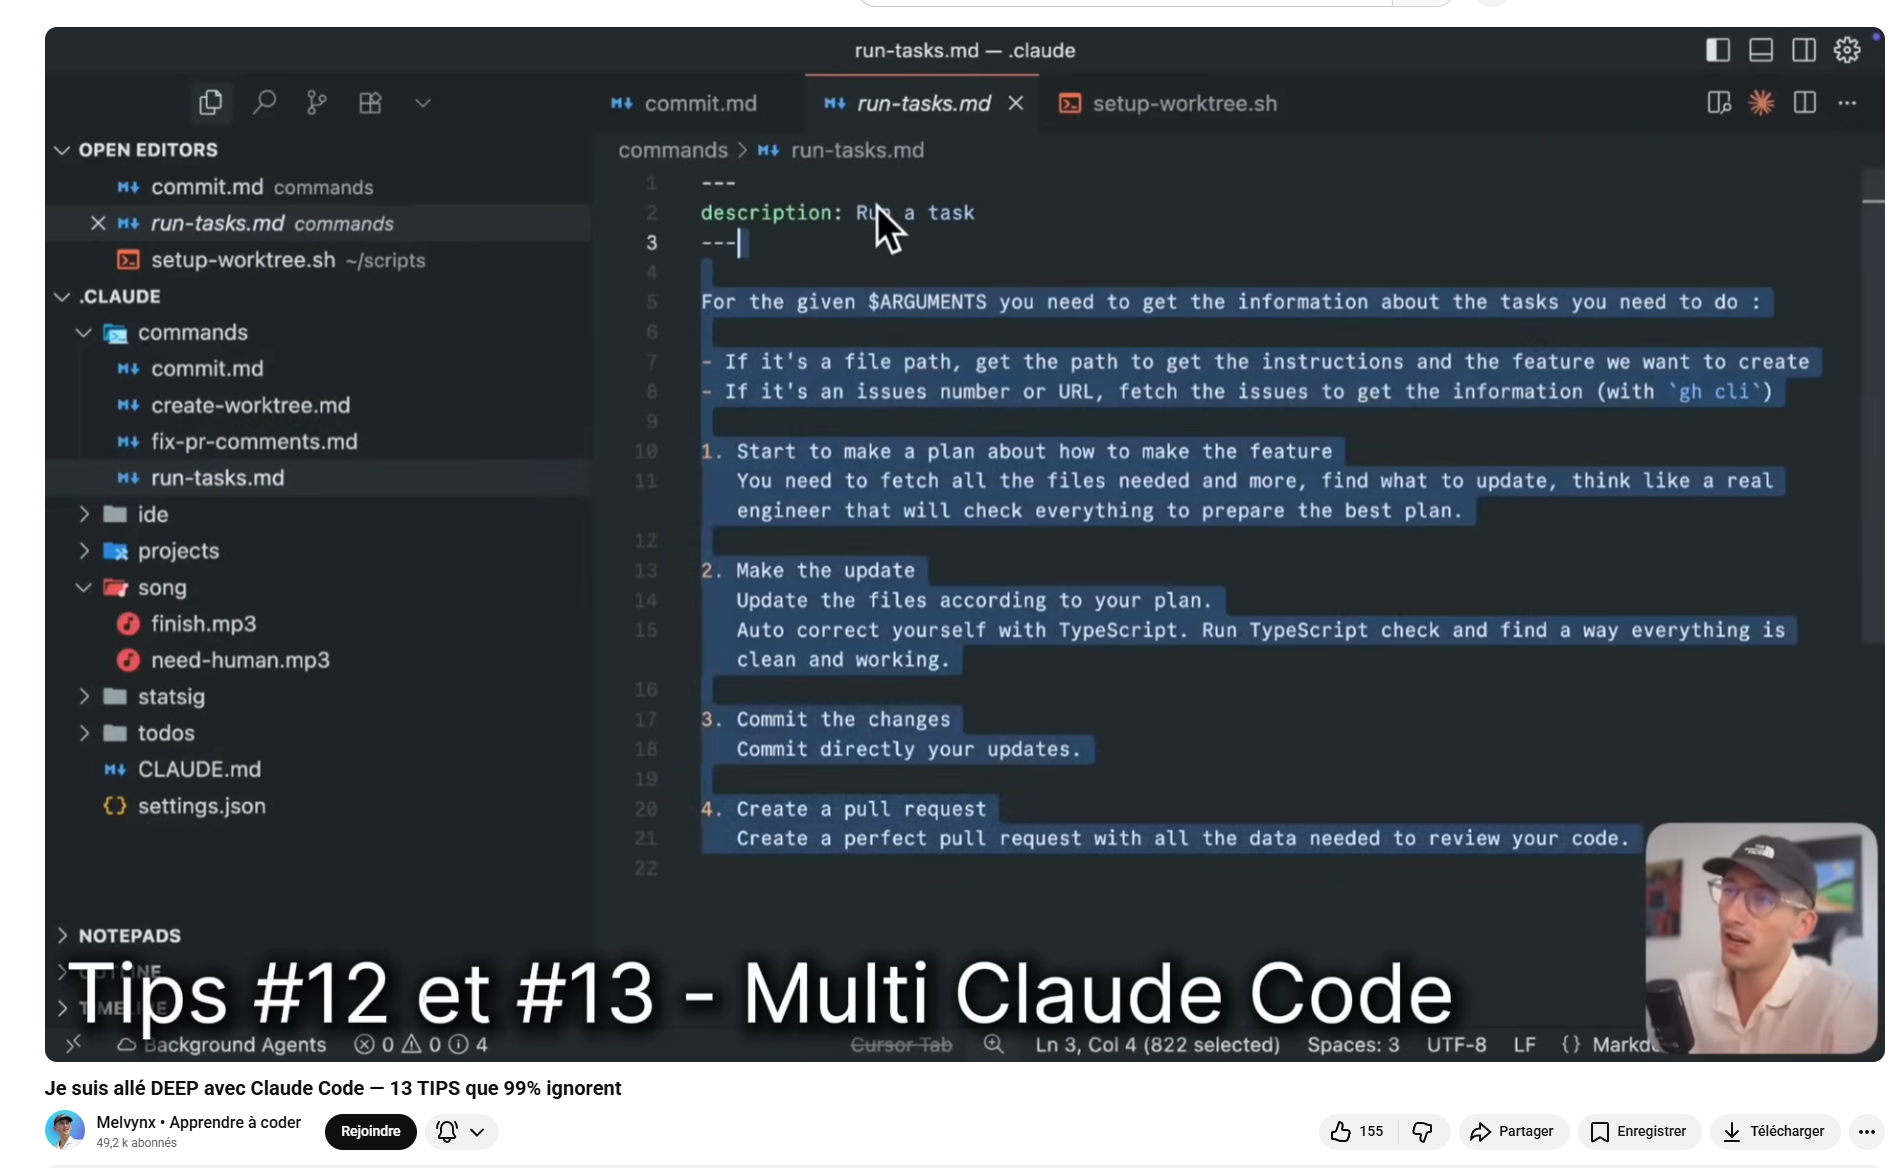 run-tasks.md — .claude
commit.md
run-tasks.md
setup-worktree.sh
OPEN EDITORS
commit.md commands
run-tasks.md commands
setup-worktree.sh ~/scripts
.CLAUDE
commands
commit.md
create-worktree.md
fix-pr-comments.md
run-tasks.md
ide
projects
song
finish.mp3
need-human.mp3
statsig
todos
CLAUDE.md
settings.json
NOTEPADS
OUTLINE
TIMELINE
commands > run-tasks.md
1 ---
2 description: Run a task
3 ---
4
5 For the given $ARGUMENTS you need to get the information about the tasks you need to do :
6
7 - If it's a file path, get the path to get the instructions and the feature we want to create
8 - If it's an issues number or URL, fetch the issues to get the information (with `gh cli`)
9
10 1. Start to make a plan about how to make the feature
11 You need to fetch all the files needed and more, find what to update, think like a real
engineer that will check everything to prepare the best plan.
12
13 2. Make the update
14 Update the files according to your plan.
15 Auto correct yourself with TypeScript. Run TypeScript check and find a way everything is
clean and working.
16
17 3. Commit the changes
18 Commit directly your updates.
19
20 4. Create a pull request
21 Create a perfect pull request with all the data needed to review your code.
22
Tips #12 et #13 - Multi Claude Code
Background Agents 0 0 4 Cursor Tab Ln 3, Col 4 (822 selected) Spaces: 3 UTF-8 LF {} Markdo
Je suis allé DEEP avec Claude Code — 13 TIPS que 99% ignorent
Melvynx • Apprendre à coder
49,2 k abonnés
Rejoindre
155
Partager
Enregistrer
Télécharger